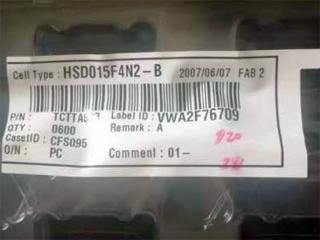 Cell Type : HSD015F4N2-B 2007/06/07 FAB 2
P/N : Label ID : VWA2F76709
QTY : 0600 Remark : A
CaseID : CFS095
O/N : PC Comment : 01-